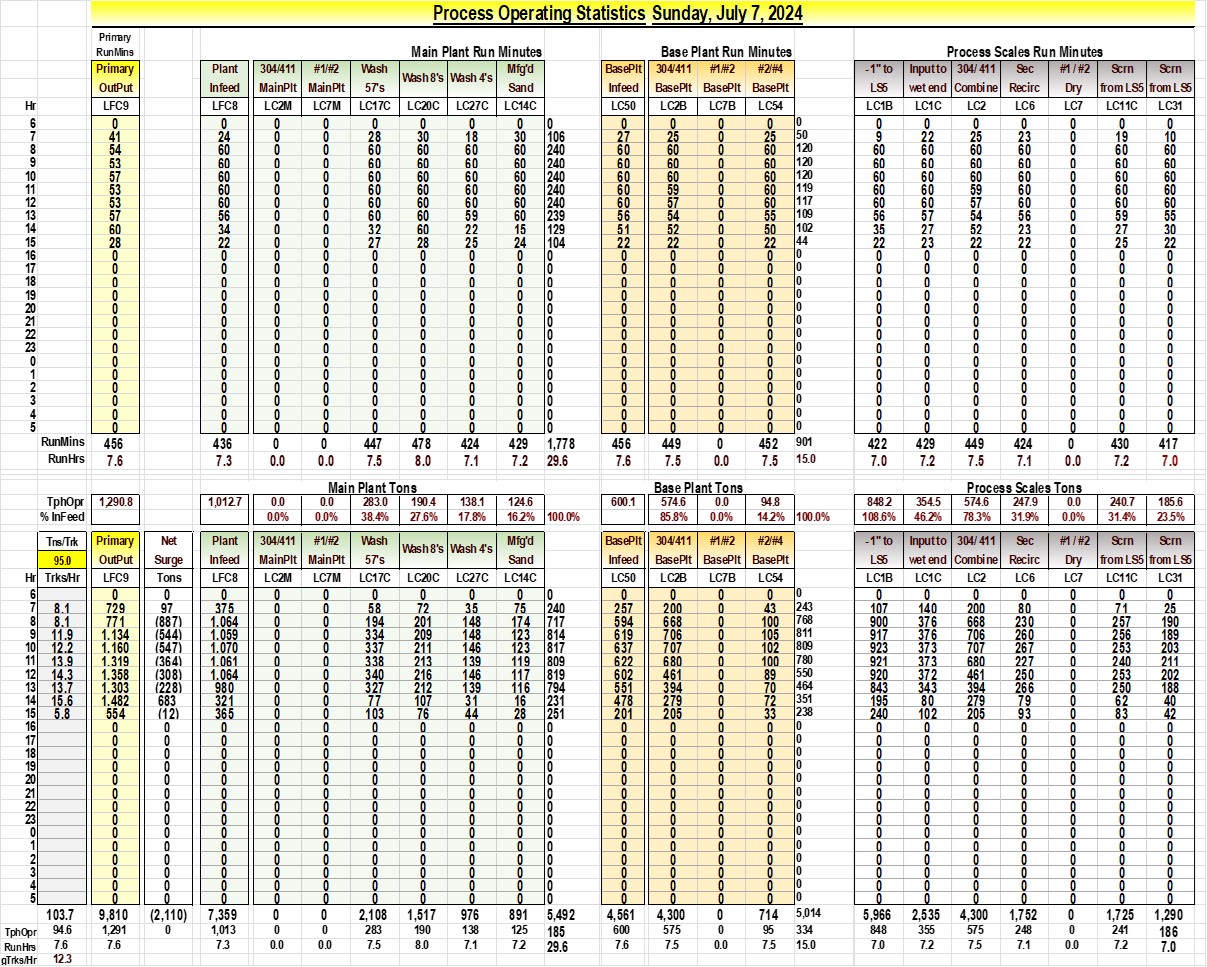 Process Operating Statistics Sunday, July 7, 2024
Primary
RunMins Main Plant Run Minutes Base Plant Run Minutes Process Scales Run Minutes
Primary Plant 304/411 #1/#2 Wash Wash 8's Wash 4's Mfg'd BasePlt 304/411 #1/#2 #2/#4 -1" to Input to 304/ 411 Sec #1 / #2 Scrn Scrn
OutPut Infeed MainPlt MainPlt 57's Sand Infeed BasePlt BasePlt BasePlt LS5 wet end Combine Recirc Dry from LS5 from LS5
Hr LFC9 LFC8 LC2M LC7M LC17C LC20C LC27C LC14C LC50 LC2B LC7B LC54 LC1B LC1C LC2 LC6 LC7 LC11C LC31
6 0 0 0 0 0 0 0 0 0 0 0 0 0 0 0 0 0 0 0 0 0
7 41 24 0 0 28 30 18 30 106 27 25 0 25 50 9 22 25 23 0 19 10
8 54 60 0 0 60 60 60 60 240 60 60 0 60 120 60 60 60 60 0 60 60
9 53 60 0 0 60 60 60 60 240 60 60 0 60 120 60 60 60 60 0 60 60
10 57 60 0 0 60 60 60 60 240 60 60 0 60 120 60 60 60 60 0 60 60
11 53 60 0 0 60 60 60 60 240 60 59 0 60 119 60 60 59 60 0 60 60
12 53 60 0 0 60 60 60 60 240 60 57 0 60 117 60 60 57 60 0 60 60
13 57 56 0 0 60 60 59 60 239 56 54 0 55 109 56 57 54 56 0 59 55
14 60 34 0 0 32 60 22 15 129 51 52 0 50 102 35 27 52 23 0 27 30
15 28 22 0 0 27 28 25 24 104 22 22 0 22 44 22 23 22 22 0 25 22
16 0 0 0 0 0 0 0 0 0 0 0 0 0 0 0 0 0 0 0 0 0
17 0 0 0 0 0 0 0 0 0 0 0 0 0 0 0 0 0 0 0 0 0
18 0 0 0 0 0 0 0 0 0 0 0 0 0 0 0 0 0 0 0 0 0
19 0 0 0 0 0 0 0 0 0 0 0 0 0 0 0 0 0 0 0 0 0
20 0 0 0 0 0 0 0 0 0 0 0 0 0 0 0 0 0 0 0 0 0
21 0 0 0 0 0 0 0 0 0 0 0 0 0 0 0 0 0 0 0 0 0
22 0 0 0 0 0 0 0 0 0 0 0 0 0 0 0 0 0 0 0 0 0
23 0 0 0 0 0 0 0 0 0 0 0 0 0 0 0 0 0 0 0 0 0
0 0 0 0 0 0 0 0 0 0 0 0 0 0 0 0 0 0 0 0 0 0
1 0 0 0 0 0 0 0 0 0 0 0 0 0 0 0 0 0 0 0 0 0
2 0 0 0 0 0 0 0 0 0 0 0 0 0 0 0 0 0 0 0 0 0
3 0 0 0 0 0 0 0 0 0 0 0 0 0 0 0 0 0 0 0 0 0
4 0 0 0 0 0 0 0 0 0 0 0 0 0 0 0 0 0 0 0 0 0
5 0 0 0 0 0 0 0 0 0 0 0 0 0 0 0 0 0 0 0 0 0
RunMins 456 436 0 0 447 478 424 429 1,778 456 449 0 452 901 422 429 449 424 0 430 417
RunHrs 7.6 7.3 0.0 0.0 7.5 8.0 7.1 7.2 29.6 7.6 7.5 0.0 7.5 15.0 7.0 7.2 7.5 7.1 0.0 7.2 7.0
Main Plant Tons Base Plant Tons Process Scales Tons
TphOpr 1,290.8 1,012.7 0.0 0.0 283.0 190.4 138.1 124.6 600.1 574.6 0.0 94.8 848.2 354.5 574.6 247.9 0.0 240.7 185.6
% InFeed 0.0% 0.0% 38.4% 27.6% 17.8% 16.2% 100.0% 85.8% 0.0% 14.2% 100.0% 108.6% 46.2% 78.3% 31.9% 0.0% 31.4% 23.5%
Tns/Trk Primary Net Plant 304/411 #1/#2 Wash Wash 8's Wash 4's Mfg'd BasePlt 304/411 #1/#2 #2/#4 -1" to Input to 304/ 411 Sec #1 / #2 Scrn Scrn
95.0 OutPut Surge Infeed MainPlt MainPlt 57's Sand Infeed BasePlt BasePlt BasePlt LS5 wet end Combine Recirc Dry from LS5 from LS5
Hr Trks/Hr LFC9 Tons LFC8 LC2M LC7M LC17C LC20C LC27C LC14C LC50 LC2B LC7B LC54 LC1B LC1C LC2 LC6 LC7 LC11C LC31
6 0 0 0 0 0 0 0 0 0 0 0 0 0 0 0 0 0 0 0 0 0 0
7 8.1 729 97 375 0 0 58 72 35 75 240 257 200 0 43 243 107 140 200 80 0 71 25
8 8.1 771 (887) 1,064 0 0 194 201 148 174 717 594 668 0 100 768 900 376 668 230 0 257 190
9 11.9 1,134 (544) 1,059 0 0 334 209 148 123 814 619 706 0 105 811 917 376 706 260 0 256 189
10 12.2 1,160 (547) 1,070 0 0 337 211 146 123 817 637 707 0 102 809 923 373 707 267 0 253 203
11 13.9 1,319 (364) 1,061 0 0 338 213 139 119 809 622 680 0 100 780 921 373 680 227 0 240 211
12 14.3 1,358 (308) 1,064 0 0 340 216 146 117 819 602 461 0 89 550 920 372 461 250 0 253 202
13 13.7 1,303 (228) 980 0 0 327 212 139 116 794 551 394 0 70 464 843 343 394 266 0 250 188
14 15.6 1,482 683 321 0 0 77 107 31 16 231 478 279 0 72 351 195 80 279 79 0 62 40
15 5.8 554 (12) 365 0 0 103 76 44 28 251 201 205 0 33 238 240 102 205 93 0 83 42
16 0 0 0 0 0 0 0 0 0 0 0 0 0 0 0 0 0 0 0 0 0 0
17 0 0 0 0 0 0 0 0 0 0 0 0 0 0 0 0 0 0 0 0 0 0
18 0 0 0 0 0 0 0 0 0 0 0 0 0 0 0 0 0 0 0 0 0 0
19 0 0 0 0 0 0 0 0 0 0 0 0 0 0 0 0 0 0 0 0 0 0
20 0 0 0 0 0 0 0 0 0 0 0 0 0 0 0 0 0 0 0 0 0 0
21 0 0 0 0 0 0 0 0 0 0 0 0 0 0 0 0 0 0 0 0 0 0
22 0 0 0 0 0 0 0 0 0 0 0 0 0 0 0 0 0 0 0 0 0 0
23 0 0 0 0 0 0 0 0 0 0 0 0 0 0 0 0 0 0 0 0 0 0
0 0 0 0 0 0 0 0 0 0 0 0 0 0 0 0 0 0 0 0 0 0 0
1 0 0 0 0 0 0 0 0 0 0 0 0 0 0 0 0 0 0 0 0 0 0
2 0 0 0 0 0 0 0 0 0 0 0 0 0 0 0 0 0 0 0 0 0 0
3 0 0 0 0 0 0 0 0 0 0 0 0 0 0 0 0 0 0 0 0 0 0
4 0 0 0 0 0 0 0 0 0 0 0 0 0 0 0 0 0 0 0 0 0 0
5 0 0 0 0 0 0 0 0 0 0 0 0 0 0 0 0 0 0 0 0 0 0
103.7 9,810 (2,110) 7,359 0 0 2,108 1,517 976 891 5,492 4,561 4,300 0 714 5,014 5,966 2,535 4,300 1,752 0 1,725 1,290
TphOpr 94.6 1,291 0 1,013 0 0 283 190 138 125 185 600 575 0 95 334 848 355 575 248 0 241 186
RunHrs 7.6 7.6 7.3 0.0 0.0 7.5 8.0 7.1 7.2 29.6 7.6 7.5 0.0 7.5 15.0 7.0 7.2 7.5 7.1 0.0 7.2 7.0
gTrks/Hr 12.3